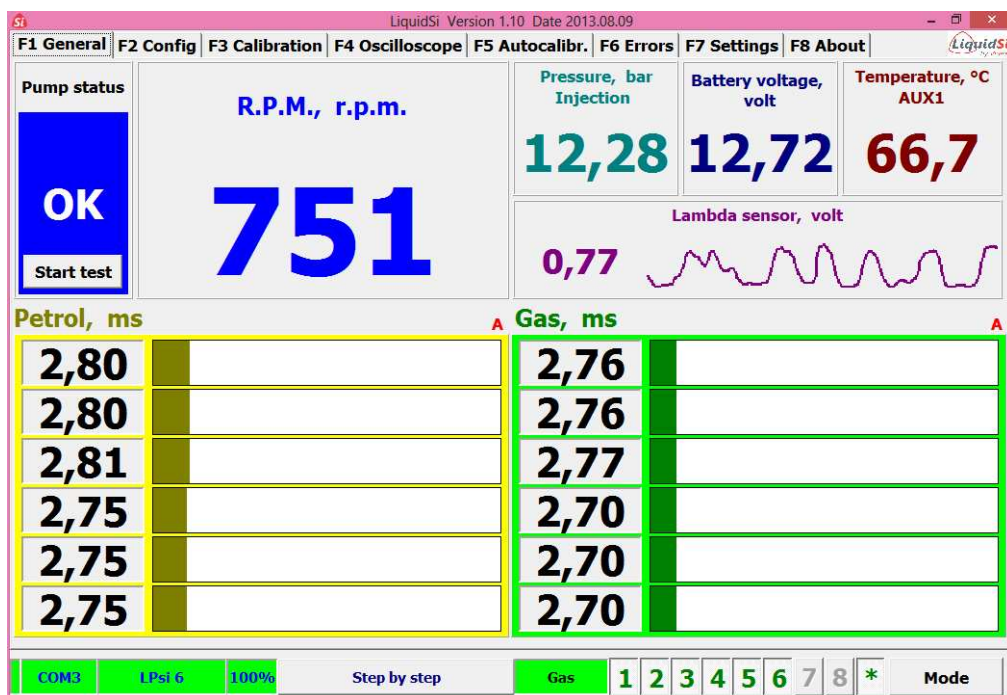 Si LiquidSi Version 1.10 Date 2013.08.09
F1 General F2 Config F3 Calibration F4 Oscilloscope F5 Autocalibr. F6 Errors F7 Settings F8 About LiquidSi
Pump status
OK
Start test
R.P.M., r.p.m.
751
Pressure, bar
Injection
12,28
Battery voltage,
volt
12,72
Temperature, °C
AUX1
66,7
Lambda sensor, volt
0,77
Petrol, ms A
2,80
2,80
2,81
2,75
2,75
2,75
Gas, ms A
2,76
2,76
2,77
2,70
2,70
2,70
COM3 LPsi 6 100% Step by step Gas 1 2 3 4 5 6 7 8 * Mode